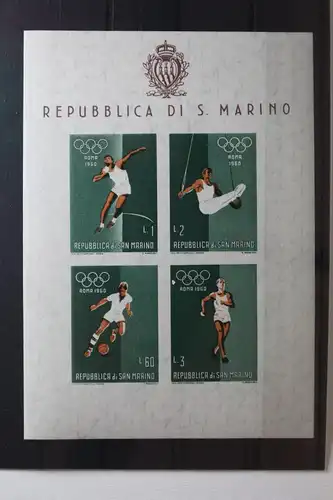 REPUBBLICA DI S. MARINO
ROMA
1960
L.1
REPUBBLICA di SAN MARINO
ROMA
1960
L.2
REPUBBLICA di SAN MARINO
ROMA 1960
L.60
REPUBBLICA di SAN MARINO
ROMA 1960
L.3
REPUBBLICA di SAN MARINO